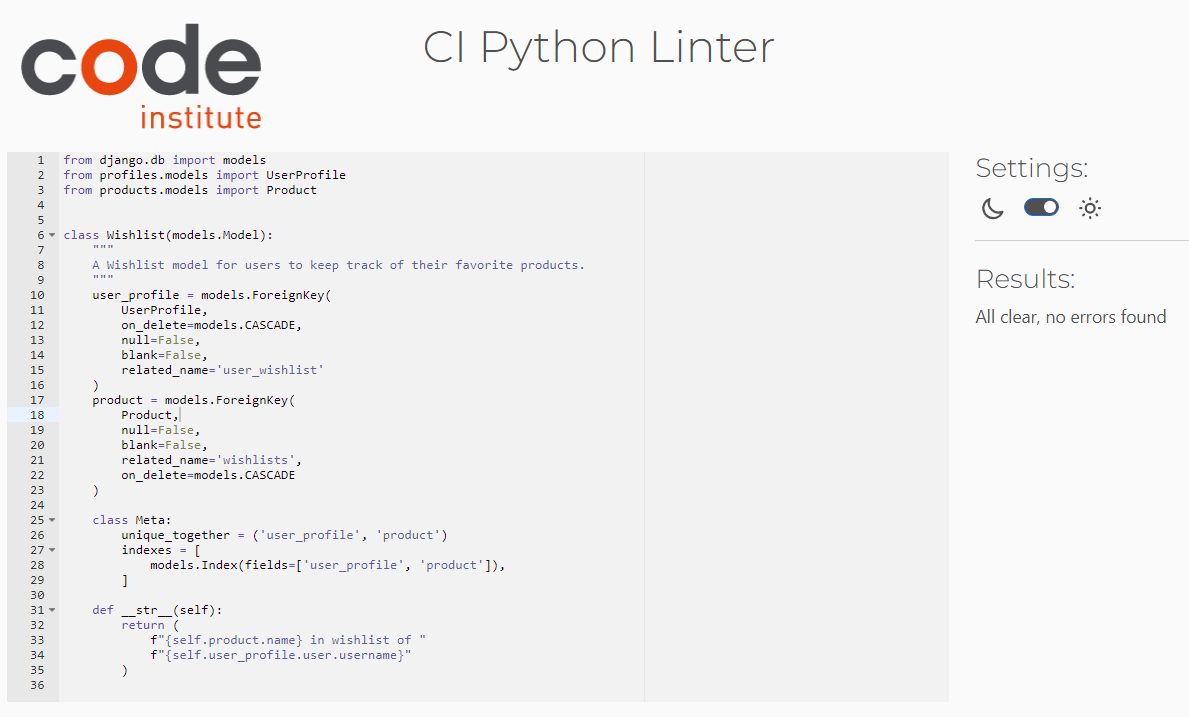 code
institute
CI Python Linter
1 from django.db import models
2 from profiles.models import UserProfile
3 from products.models import Product
4
5
6 class Wishlist(models.Model):
7     """
8     A Wishlist model for users to keep track of their favorite products.
9     """
10     user_profile = models.ForeignKey(
11         UserProfile,
12         on_delete=models.CASCADE,
13         null=False,
14         blank=False,
15         related_name='user_wishlist'
16     )
17     product = models.ForeignKey(
18         Product,
19         null=False,
20         blank=False,
21         related_name='wishlists',
22         on_delete=models.CASCADE
23     )
24
25     class Meta:
26         unique_together = ('user_profile', 'product')
27         indexes = [
28             models.Index(fields=['user_profile', 'product']),
29         ]
30
31     def __str__(self):
32         return (
33             f"{self.product.name} in wishlist of "
34             f"{self.user_profile.user.username}"
35         )
36
Settings:
Results:
All clear, no errors found